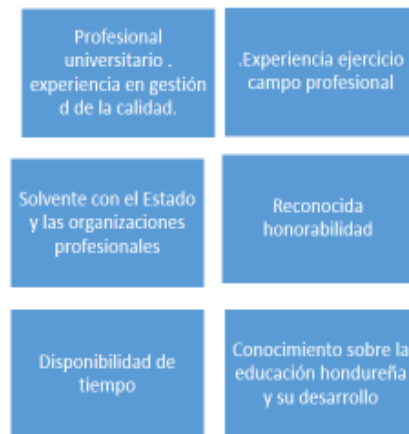 Profesional
universitario .
experiencia en gestión
d de la calidad.
.Experiencia ejercicio
campo profesional
Solvente con el Estado
y las organizaciones
profesionales
Reconocida
honorabilidad
Disponibilidad de
tiempo
Conocimiento sobre la
educación hondureña
y su desarrollo